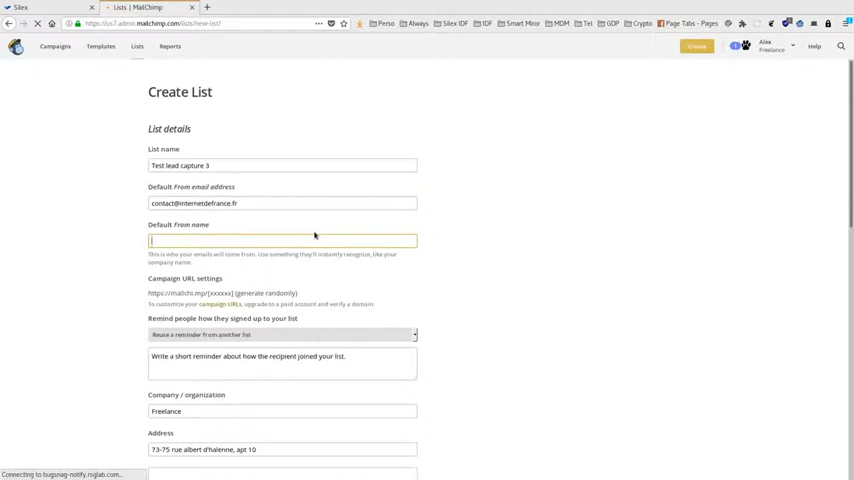 Silex
Lists | MailChimp
https://us7.admin.mailchimp.com/lists/new-list/
Perso
Always
Silex IDF
IDF
Smart Miror
MDM
Tel
GDP
Crypto
Page Tabs - Pages
Campaigns
Templates
Lists
Reports
Create
1
Alex
Freelance
Help
Create List
List details
List name
Test lead capture 3
Default From email address
contact@internetdefrance.fr
Default From name
This is who your emails will come from. Use something they'll instantly recognize, like your
company name.
Campaign URL settings
https://mailchi.mp/[xxxxxx] (generate randomly)
To customize your campaign URLs, upgrade to a paid account and verify a domain.
Remind people how they signed up to your list
Reuse a reminder from another list
Write a short reminder about how the recipient joined your list.
Company / organization
Freelance
Address
73-75 rue albert d'halenne, apt 10
Connecting to bugsnag-notify.rsglab.com...